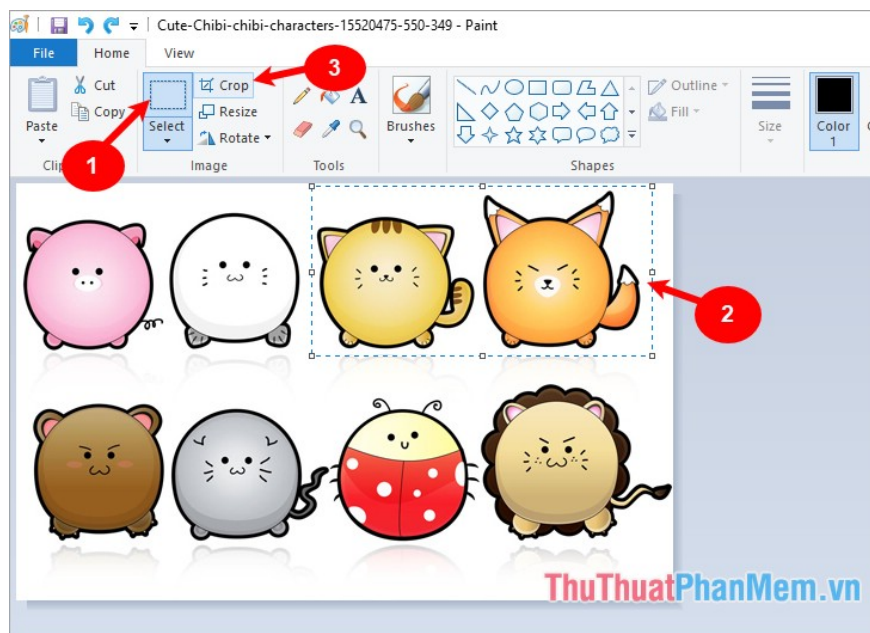 Cute-Chibi-chibi-characters-15520475-550-349 - Paint
File Home View
Paste
Cut
Copy
Select
Crop
Resize
Rotate
Brushes
Outline
Fill
Size
Color
1
Image Tools Shapes
3
1
2
ThuThuatPhanMem.vn